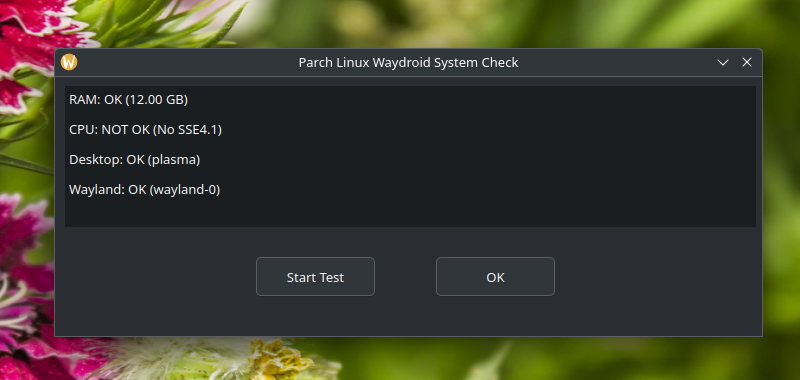 W
Parch Linux Waydroid System Check
RAM: OK (12.00 GB)
CPU: NOT OK (No SSE4.1)
Desktop: OK (plasma)
Wayland: OK (wayland-0)
Start Test
OK